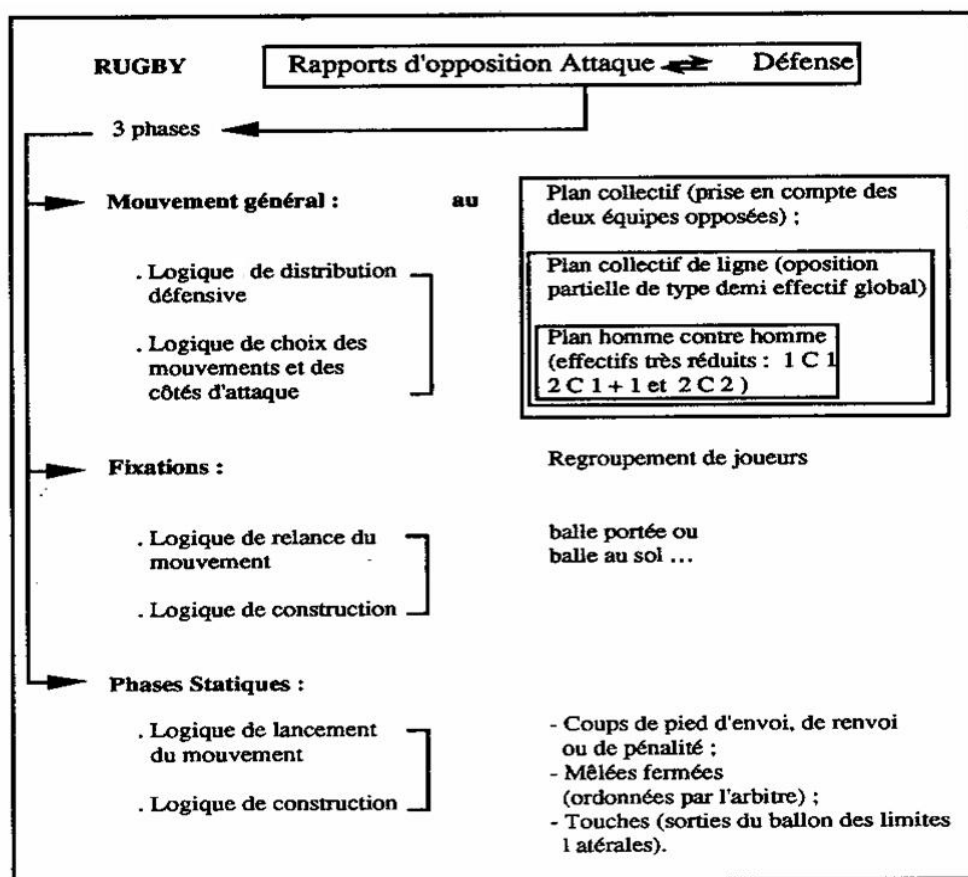 RUGBY
Rapports d'opposition Attaque ⇌ Défense
3 phases
Mouvement général : au
Plan collectif (prise en compte des
deux équipes opposées) ;
. Logique de distribution
défensive
. Logique de choix des
mouvements et des
côtés d'attaque
Plan collectif de ligne (oposition
partielle de type demi effectif global)
Plan homme contre homme
(effectifs très réduits : 1 C 1
2 C 1 + 1 et 2 C 2 )
Fixations :
Regroupement de joueurs
. Logique de relance du
mouvement
. Logique de construction
balle portée ou
balle au sol ...
Phases Statiques :
. Logique de lancement
du mouvement
. Logique de construction
- Coups de pied d'envoi, de renvoi
ou de pénalité ;
- Mêlées fermées
(ordonnées par l'arbitre) ;
- Touches (sorties du ballon des limites
l atérales).